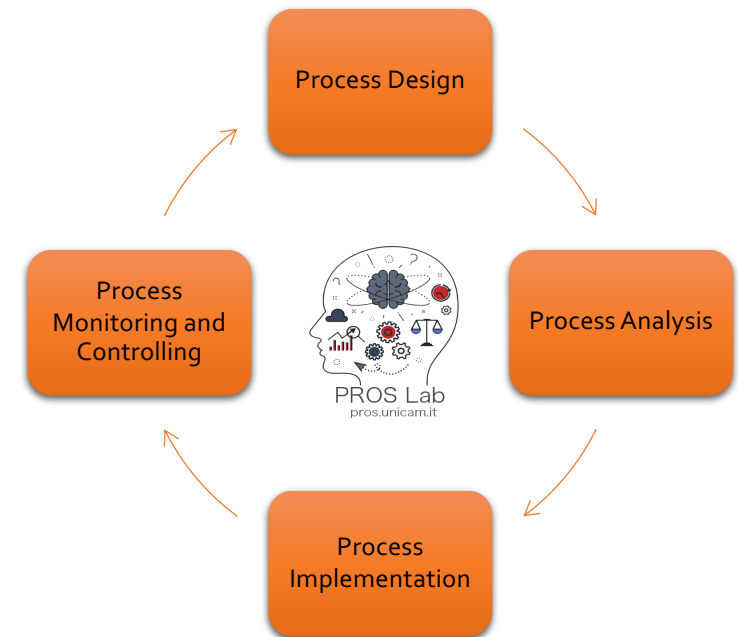 Process Design
Process
Monitoring and
Controlling
Process Analysis
PROS Lab
pros.unicam.it
Process
Implementation